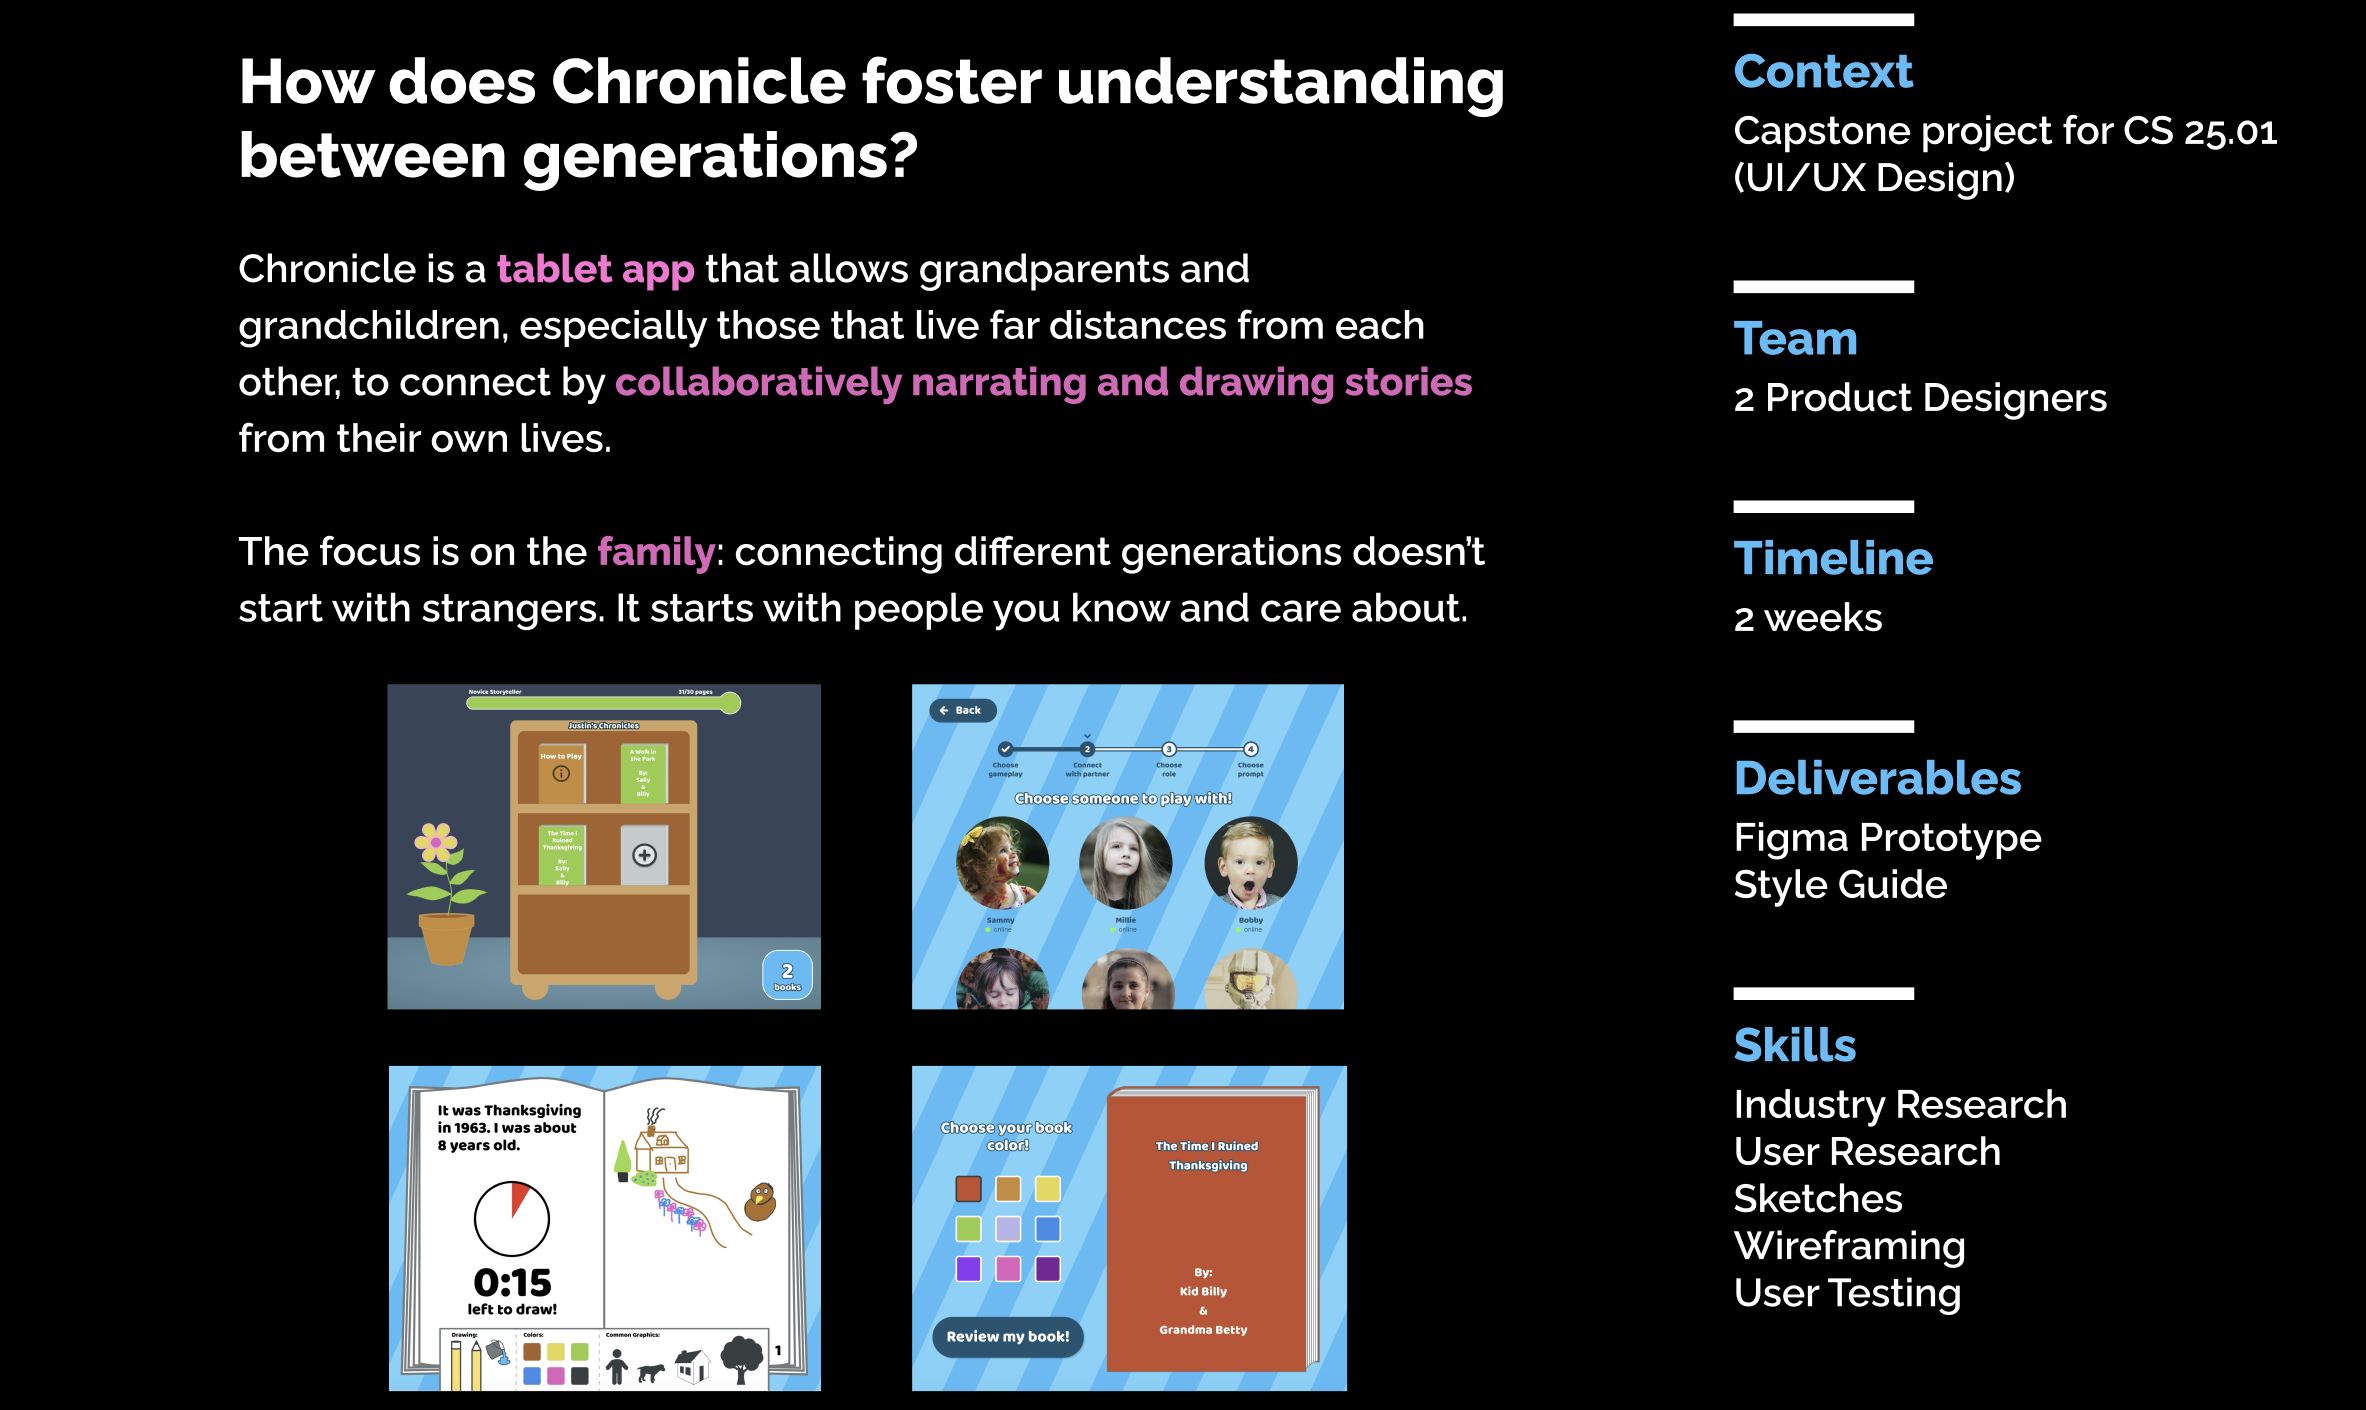 How does Chronicle foster understanding
between generations?
Chronicle is a tablet app that allows grandparents and
grandchildren, especially those that live far distances from each
other, to connect by collaboratively narrating and drawing stories
from their own lives.
The focus is on the family: connecting different generations doesn't
start with strangers. It starts with people you know and care about.
Novice Storyteller
31/30 pages
Justin's Chronicles
How to Play
A Walk in
the Park
By:
Sally
&
Billy
The Time I
Ruined
Thanksgiving
By:
Sally
&
Billy
2
books
Back
2
3
4
Choose
gameplay
Connect
with partner
Choose
role
Choose
prompt
Choose someone to play with!
Sammy
online
Millie
online
Bobby
online
It was Thanksgiving
in 1963. I was about
8 years old.
0:15
left to draw!
Drawing:
Colors:
Common Graphics:
1
Choose your book
color!
Review my book!
The Time I Ruined
Thanksgiving
By:
Kid Billy
&
Grandma Betty
Context
Capstone project for CS 25.01
(UI/UX Design)
Team
2 Product Designers
Timeline
2 weeks
Deliverables
Figma Prototype
Style Guide
Skills
Industry Research
User Research
Sketches
Wireframing
User Testing